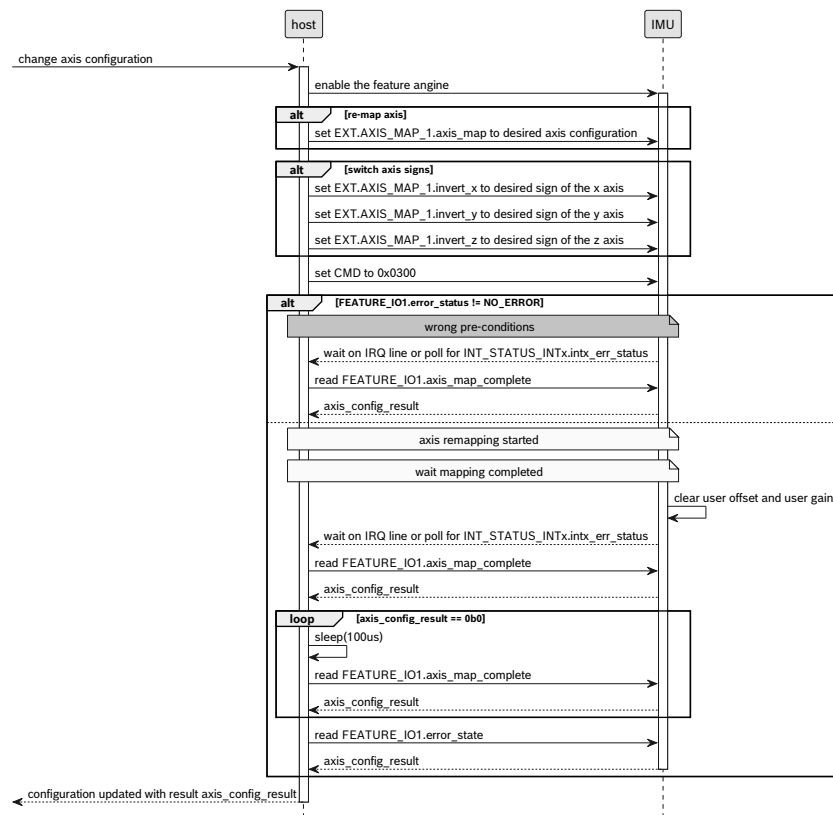 host
IMU
change axis configuration
enable the feature angine
alt
[re-map axis]
set EXT.AXIS_MAP_1.axis_map to desired axis configuration
alt
[switch axis signs]
set EXT.AXIS_MAP_1.invert_x to desired sign of the x axis
set EXT.AXIS_MAP_1.invert_y to desired sign of the y axis
set EXT.AXIS_MAP_1.invert_z to desired sign of the z axis
set CMD to 0x0300
alt
[FEATURE_IO1.error_status != NO_ERROR]
wrong pre-conditions
wait on IRQ line or poll for INT_STATUS_INTx.intx_err_status
read FEATURE_IO1.axis_map_complete
axis_config_result
axis remapping started
wait mapping completed
clear user offset and user gain
wait on IRQ line or poll for INT_STATUS_INTx.intx_err_status
read FEATURE_IO1.axis_map_complete
axis_config_result
loop
[axis_config_result == 0b0]
sleep(100us)
read FEATURE_IO1.axis_map_complete
axis_config_result
read FEATURE_IO1.error_state
axis_config_result
configuration updated with result axis_config_result